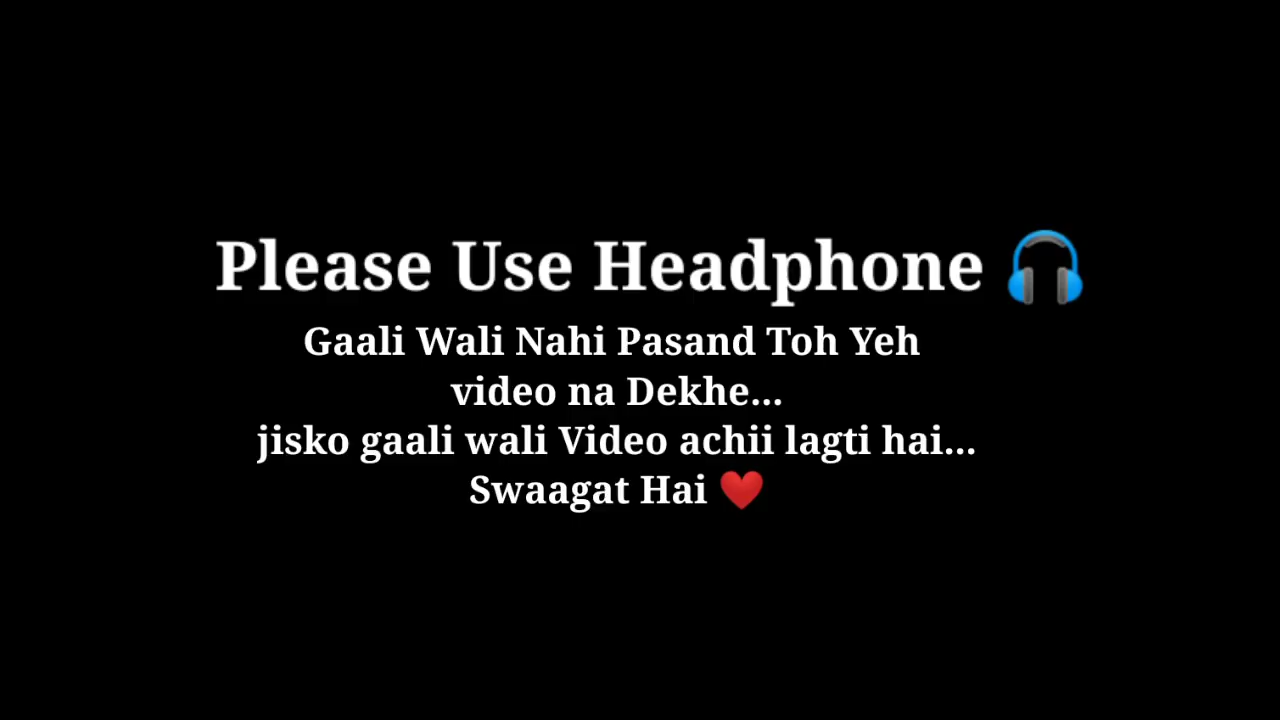 Please Use Headphone 🎧
Gaali Wali Nahi Pasand Toh Yeh
video na Dekhe...
jisko gaali wali Video achii lagti hai...
Swaagat Hai ❤️